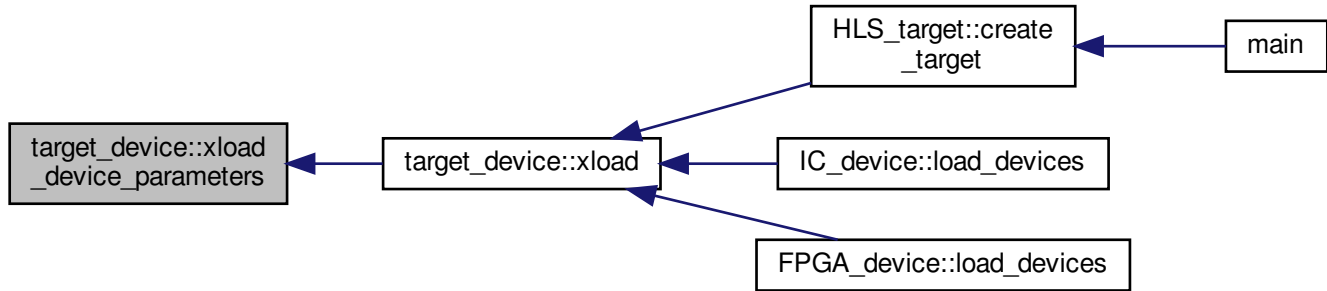 HLS_target::create
_target
main
target_device::xload
_device_parameters
target_device::xload
IC_device::load_devices
FPGA_device::load_devices